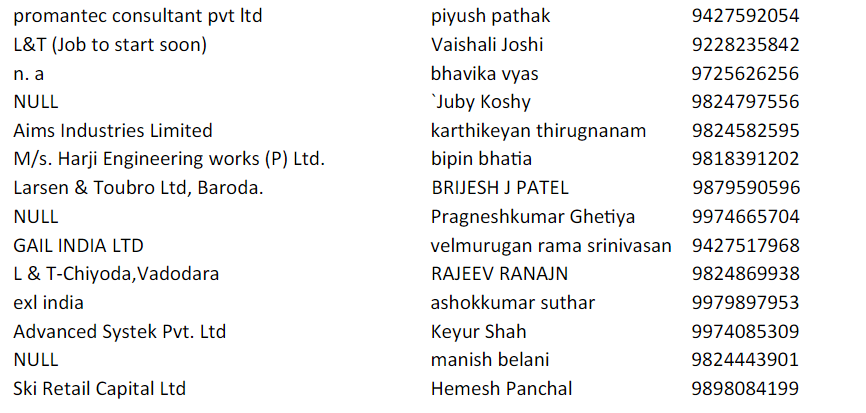 promantec consultant pvt ltd piyush pathak 9427592054
L&T (Job to start soon) Vaishali Joshi 9228235842
n. a bhavika vyas 9725626256
NULL `Juby Koshy 9824797556
Aims Industries Limited karthikeyan thirugnanam 9824582595
M/s. Harji Engineering works (P) Ltd. bipin bhatia 9818391202
Larsen & Toubro Ltd, Baroda. BRIJESH J PATEL 9879590596
NULL Pragneshkumar Ghetiya 9974665704
GAIL INDIA LTD velmurugan rama srinivasan 9427517968
L & T-Chiyoda,Vadodara RAJEEV RANAJN 9824869938
exl india ashokkumar suthar 9979897953
Advanced Systek Pvt. Ltd Keyur Shah 9974085309
NULL manish belani 9824443901
Ski Retail Capital Ltd Hemesh Panchal 9898084199